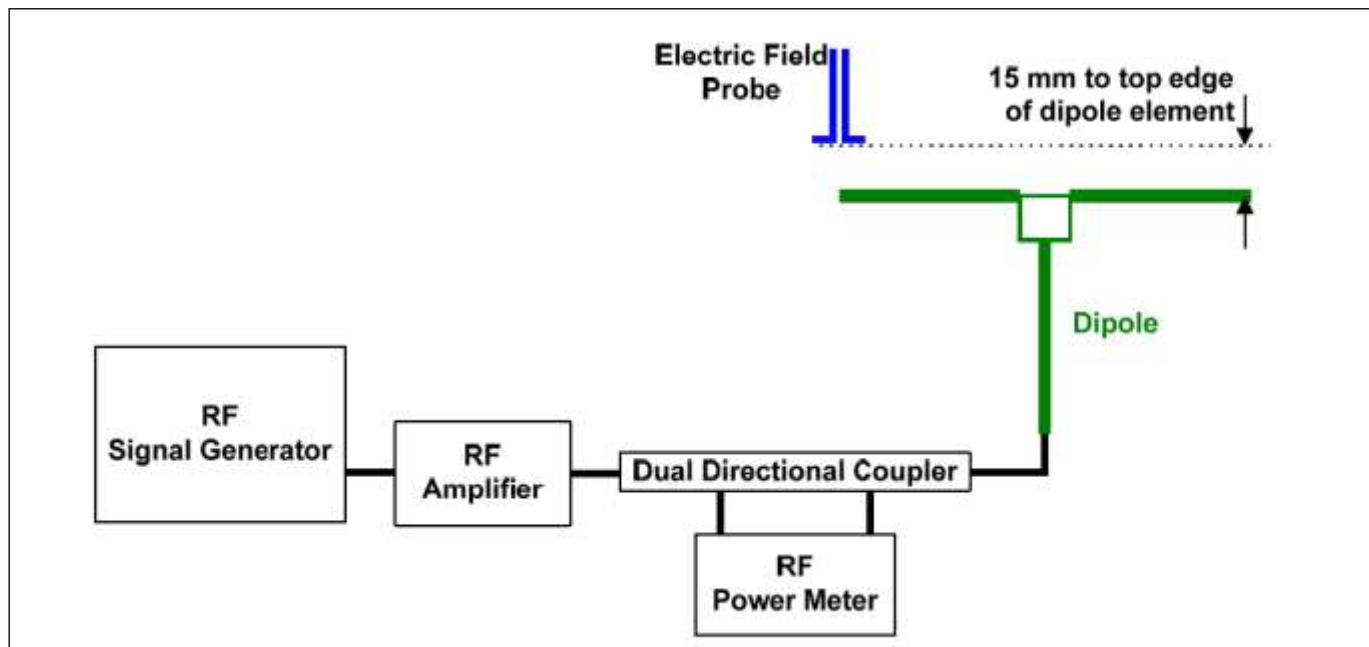 Electric Field
Probe
15 mm to top edge
of dipole element
Dipole
RF
Signal Generator
RF
Amplifier
Dual Directional Coupler
RF
Power Meter